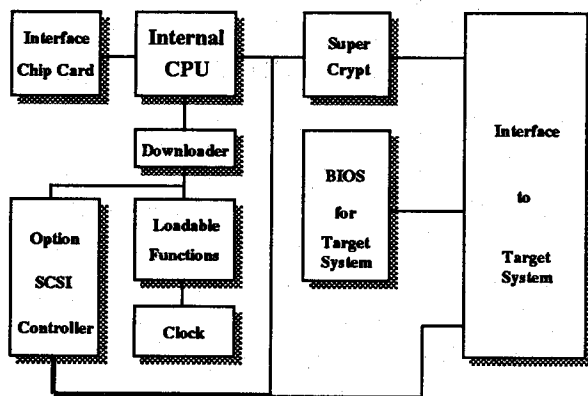 Interface
Chip Card
Internal
CPU
Super
Crypt
Interface
to
Target
System
Downloader
BIOS
for
Target
System
Option
SCSI
Controller
Loadable
Functions
Clock